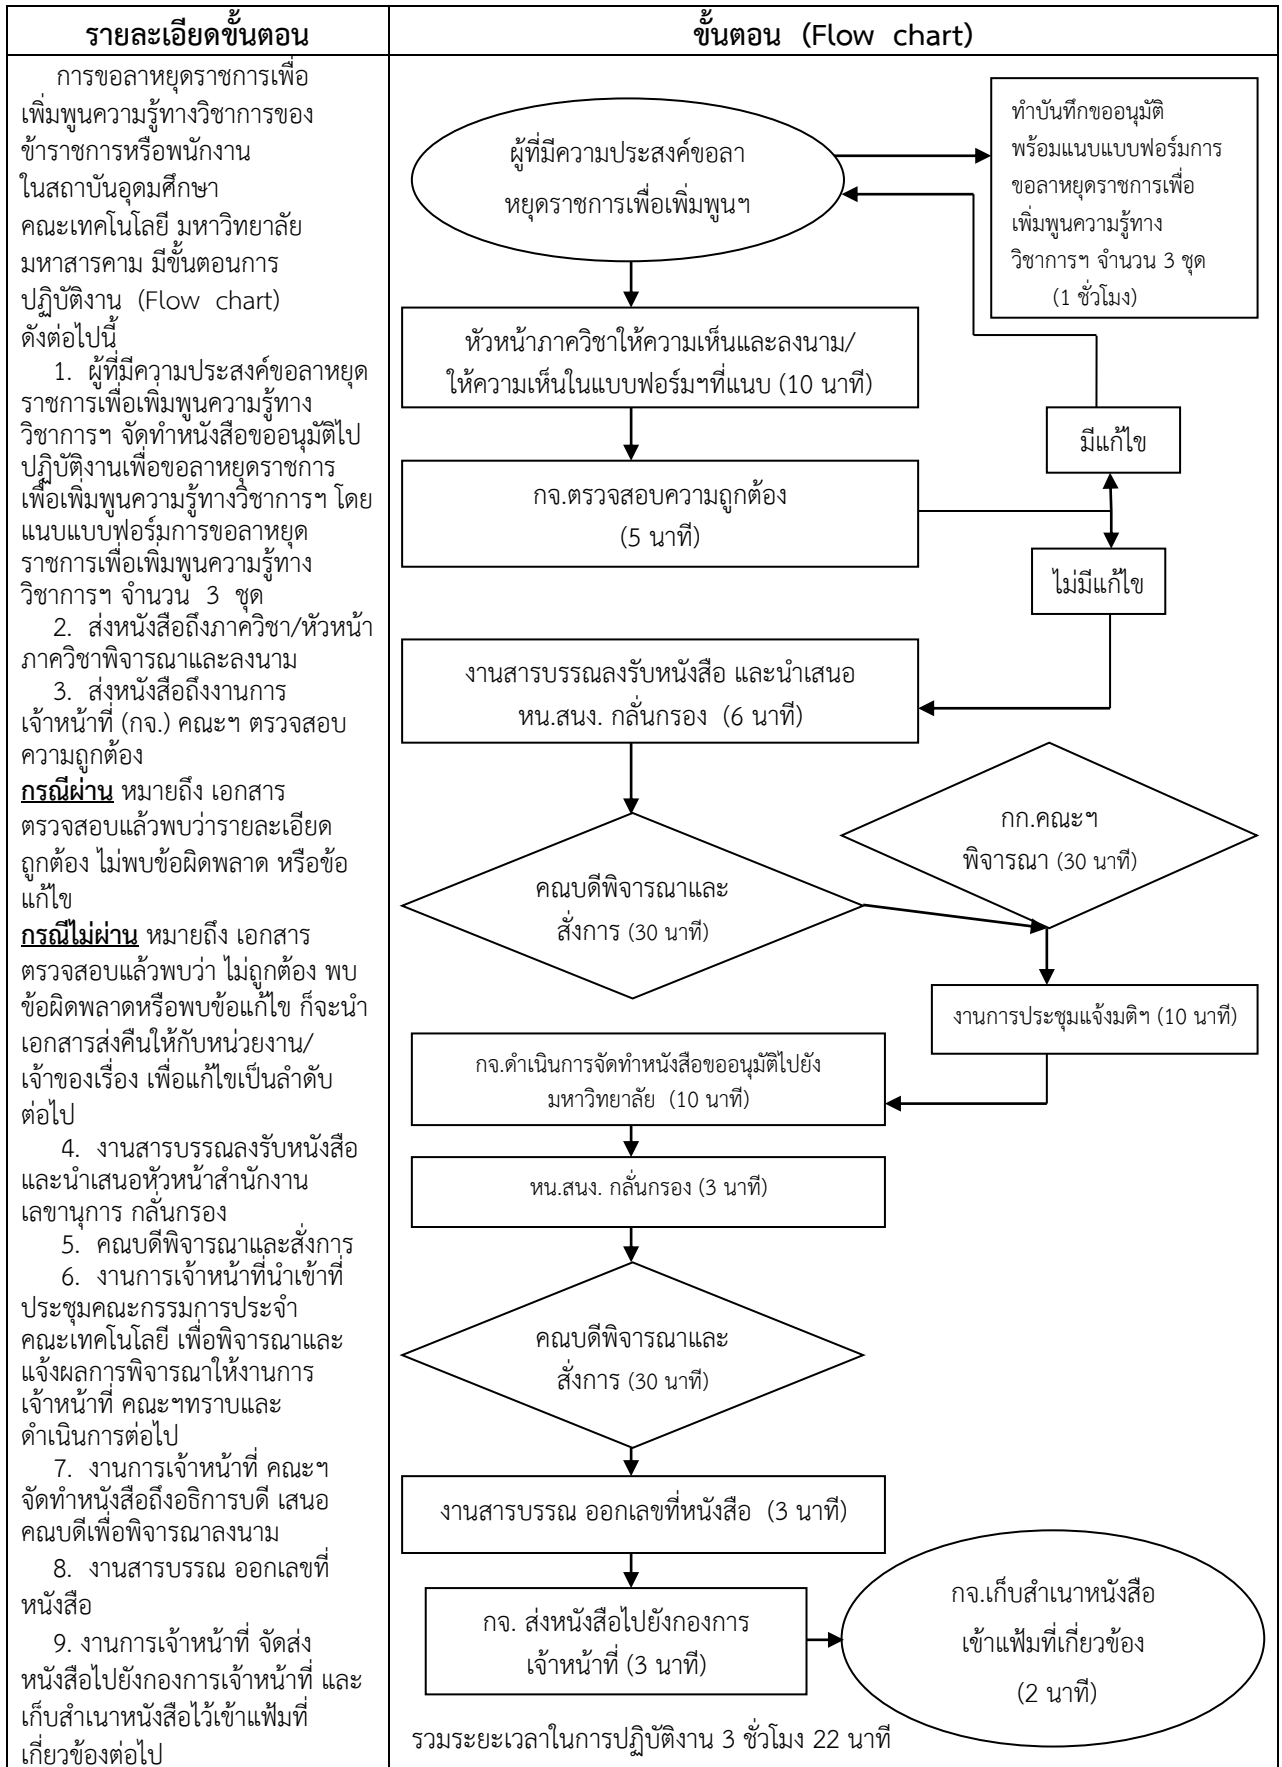 รายละเอียดขั้นตอน
การขอลาหยุดราชการเพื่อ
เพิ่มพูนความรู้ทางวิชาการของ
ข้าราชการหรือพนักงาน
ในสถาบันอุดมศึกษา
คณะเทคโนโลยี มหาวิทยาลัย
มหาสารคาม มีขั้นตอนการ
ปฏิบัติงาน (Flow chart)
ดังต่อไปนี้
1. ผู้ที่มีความประสงค์ขอลาหยุด
ราชการเพื่อเพิ่มพูนความรู้ทาง
วิชาการฯ จัดทำหนังสือขออนุมัติไป
ปฏิบัติงานเพื่อขอลาหยุดราชการ
เพื่อเพิ่มพูนความรู้ทางวิชาการฯ โดย
แนบแบบฟอร์มการขอลาหยุด
ราชการเพื่อเพิ่มพูนความรู้ทาง
วิชาการฯ จำนวน 3 ชุด
2. ส่งหนังสือถึงภาควิชา/หัวหน้า
ภาควิชาพิจารณาและลงนาม
3. ส่งหนังสือถึงงานการ
เจ้าหน้าที่ (กจ.) คณะฯ ตรวจสอบ
ความถูกต้อง
กรณีผ่าน หมายถึง เอกสาร
ตรวจสอบแล้วพบว่ารายละเอียด
ถูกต้อง ไม่พบข้อผิดพลาด หรือข้อ
แก้ไข
กรณีไม่ผ่าน หมายถึง เอกสาร
ตรวจสอบแล้วพบว่า ไม่ถูกต้อง พบ
ข้อผิดพลาดหรือพบข้อแก้ไข ก็จะนำ
เอกสารส่งคืนให้กับหน่วยงาน/
เจ้าของเรื่อง เพื่อแก้ไขเป็นลำดับ
ต่อไป
4. งานสารบรรณลงรับหนังสือ
และนำเสนอหัวหน้าสำนักงาน
เลขานุการ กลั่นกรอง
5. คณบดีพิจารณาและสั่งการ
6. งานการเจ้าหน้าที่นำเข้าที่
ประชุมคณะกรรมการประจำ
คณะเทคโนโลยี เพื่อพิจารณาและ
แจ้งผลการพิจารณาให้งานการ
เจ้าหน้าที่ คณะฯทราบและ
ดำเนินการต่อไป
7. งานการเจ้าหน้าที่ คณะฯ
จัดทำหนังสือถึงอธิการบดี เสนอ
คณบดีเพื่อพิจารณาลงนาม
8. งานสารบรรณ ออกเลขที่
หนังสือ
9. งานการเจ้าหน้าที่ จัดส่ง
หนังสือไปยังกองการเจ้าหน้าที่ และ
เก็บสำเนาหนังสือไว้เข้าแฟ้มที่
เกี่ยวข้องต่อไป
ขั้นตอน (Flow chart)
ผู้ที่มีความประสงค์ขอลา
หยุดราชการเพื่อเพิ่มพูนฯ
ทำบันทึกขออนุมัติ
พร้อมแนบแบบฟอร์มการ
ขอลาหยุดราชการเพื่อ
เพิ่มพูนความรู้ทาง
วิชาการฯ จำนวน 3 ชุด
(1 ชั่วโมง)
หัวหน้าภาควิชาให้ความเห็นและลงนาม/
ให้ความเห็นในแบบฟอร์มฯที่แนบ (10 นาที)
มีแก้ไข
กจ.ตรวจสอบความถูกต้อง
(5 นาที)
ไม่มีแก้ไข
งานสารบรรณลงรับหนังสือ และนำเสนอ
หน.สนง. กลั่นกรอง (6 นาที)
กก.คณะฯ
พิจารณา (30 นาที)
คณบดีพิจารณาและ
สั่งการ (30 นาที)
งานการประชุมแจ้งมติฯ (10 นาที)
กจ.ดำเนินการจัดทำหนังสือขออนุมัติไปยัง
มหาวิทยาลัย (10 นาที)
หน.สนง. กลั่นกรอง (3 นาที)
คณบดีพิจารณาและ
สั่งการ (30 นาที)
งานสารบรรณ ออกเลขที่หนังสือ (3 นาที)
กจ. ส่งหนังสือไปยังกองการ
เจ้าหน้าที่ (3 นาที)
กจ.เก็บสำเนาหนังสือ
เข้าแฟ้มที่เกี่ยวข้อง
(2 นาที)
รวมระยะเวลาในการปฏิบัติงาน 3 ชั่วโมง 22 นาที